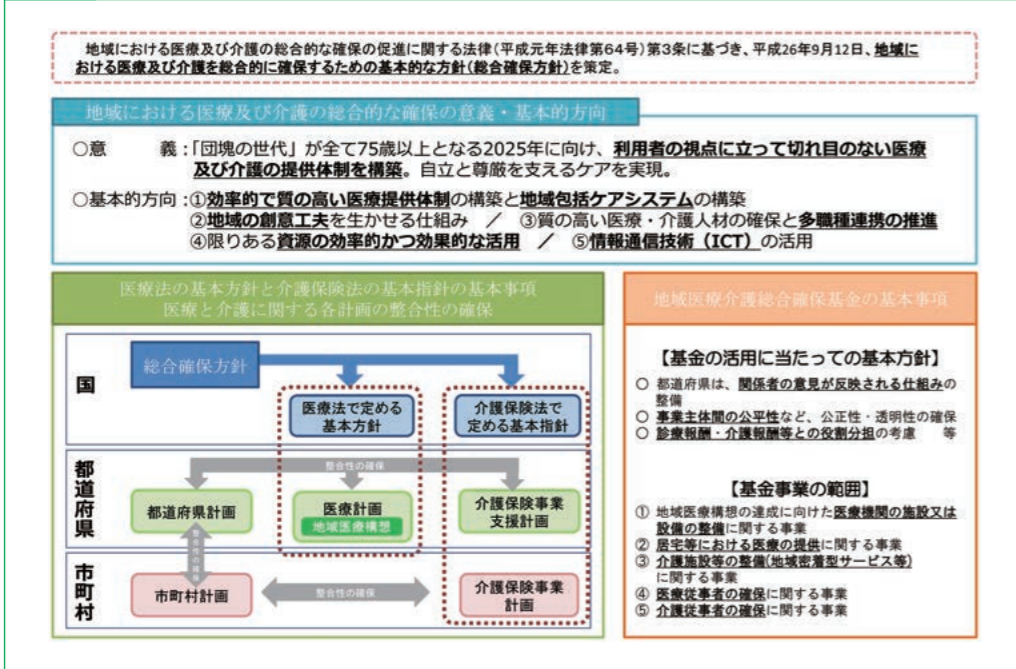 地域における医療及び介護の総合的な確保の促進に関する法律(平成元年法律第64号)第3条に基づき、平成26年9月12日、地域に
おける医療及び介護を総合的に確保するための基本的な方針(総合確保方針)を策定。
地域における医療及び介護の総合的な確保の意義・基本的方向
○意　　義：「団塊の世代」が全て75歳以上となる2025年に向け、利用者の視点に立って切れ目のない医療
及び介護の提供体制を構築。自立と尊厳を支えるケアを実現。
○基本的方向：①効率的で質の高い医療提供体制の構築と地域包括ケアシステムの構築
②地域の創意工夫を生かせる仕組み　／　③質の高い医療・介護人材の確保と多職種連携の推進
④限りある資源の効率的かつ効果的な活用　／　⑤情報通信技術（ICT）の活用
医療法の基本方針と介護保険法の基本指針の基本事項
医療と介護に関する各計画の整合性の確保
国
総合確保方針
医療法で定める
基本方針
介護保険法で
定める基本指針
都道府県
整合性の確保
都道府県計画
医療計画
地域医療構想
介護保険事業
支援計画
整合性の確保
市町村
市町村計画
整合性の確保
介護保険事業
計画
地域医療介護総合確保基金の基本事項
【基金の活用に当たっての基本方針】
○ 都道府県は、関係者の意見が反映される仕組みの
整備
○ 事業主体間の公平性など、公正性・透明性の確保
○ 診療報酬・介護報酬等との役割分担の考慮　等
【基金事業の範囲】
① 地域医療構想の達成に向けた医療機関の施設又は
設備の整備に関する事業
② 居宅等における医療の提供に関する事業
③ 介護施設等の整備(地域密着型サービス等)
に関する事業
④ 医療従事者の確保に関する事業
⑤ 介護従事者の確保に関する事業